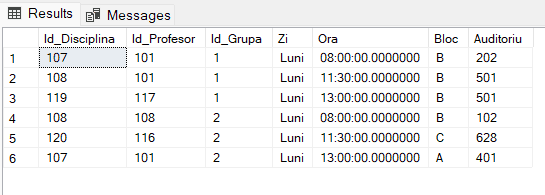 Results Messages
Id_Disciplina Id_Profesor Id_Grupa Zi Ora Bloc Auditoriu
1 107 101 1 Luni 08:00:00.0000000 B 202
2 108 101 1 Luni 11:30:00.0000000 B 501
3 119 117 1 Luni 13:00:00.0000000 B 501
4 108 108 2 Luni 08:00:00.0000000 B 102
5 120 116 2 Luni 11:30:00.0000000 C 628
6 107 101 2 Luni 13:00:00.0000000 A 401